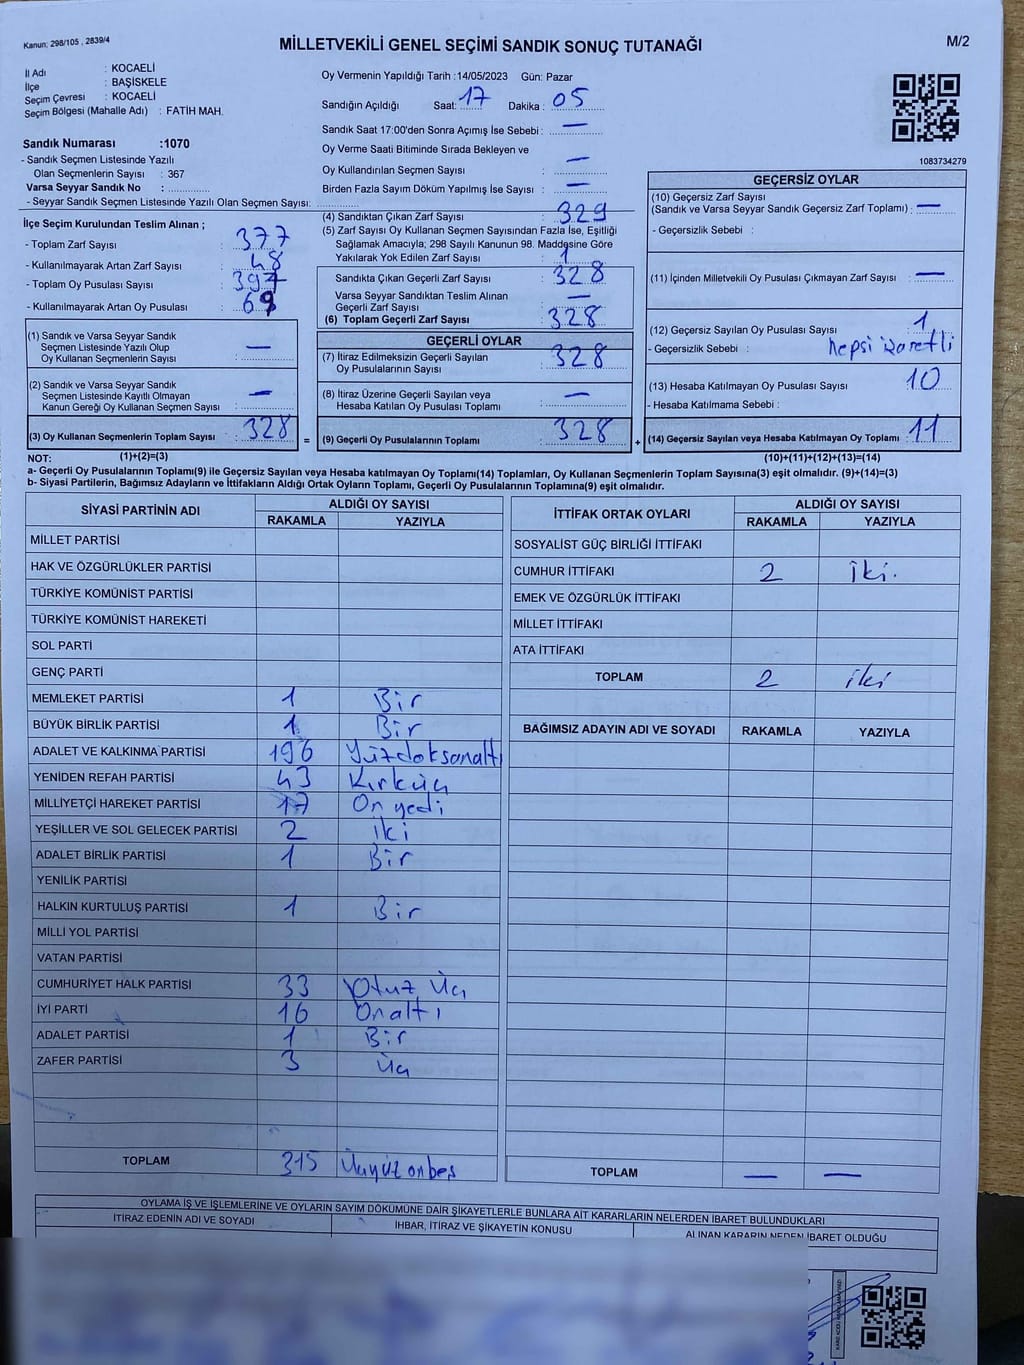 Kanun: 298/105 , 2839/4
MİLLETVEKİLİ GENEL SEÇİMİ SANDIK SONUÇ TUTANAĞI
M/2
İl Adı : KOCAELİ
İlçe : BAŞİSKELE
Seçim Çevresi : KOCAELİ
Seçim Bölgesi (Mahalle Adı) : FATİH MAH.
Sandık Numarası :1070
- Sandık Seçmen Listesinde Yazılı
Olan Seçmenlerin Sayısı : 367
Varsa Seyyar Sandık No : ..............
- Seyyar Sandık Seçmen Listesinde Yazılı Olan Seçmen Sayısı: ..............
Oy Vermenin Yapıldığı Tarih :14/05/2023 Gün: Pazar
Sandığın Açıldığı Saat: 17 Dakika : 05
Sandık Saat 17:00'den Sonra Açımış İse Sebebi : —
Oy Verme Saati Bitiminde Sırada Bekleyen ve
Oy Kullandırılan Seçmen Sayısı : —
Birden Fazla Sayım Döküm Yapılmış İse Sayısı : —
1083734279
İlçe Seçim Kurulundan Teslim Alınan ;
- Toplam Zarf Sayısı : 377
- Kullanılmayarak Artan Zarf Sayısı : 48
- Toplam Oy Pusulası Sayısı : 397
- Kullanılmayarak Artan Oy Pusulası : 69
(1) Sandık ve Varsa Seyyar Sandık
Seçmen Listesinde Yazılı Olup
Oy Kullanan Seçmenlerin Sayısı : —
(2) Sandık ve Varsa Seyyar Sandık
Seçmen Listesinde Kayıtlı Olmayan
Kanun Gereği Oy Kullanan Seçmen Sayısı : —
(3) Oy Kullanan Seçmenlerin Toplam Sayısı : 328
(4) Sandıktan Çıkan Zarf Sayısı : 329
(5) Zarf Sayısı Oy Kullanan Seçmen Sayısından Fazla İse, Eşitliği
Sağlamak Amacıyla; 298 Sayılı Kanunun 98. Maddesine Göre
Yakılarak Yok Edilen Zarf Sayısı : 1
Sandıkta Çıkan Geçerli Zarf Sayısı : 328
Varsa Seyyar Sandıktan Teslim Alınan
Geçerli Zarf Sayısı : —
(6) Toplam Geçerli Zarf Sayısı : 328
GEÇERLİ OYLAR
(7) İtiraz Edilmeksizin Geçerli Sayılan
Oy Pusulalarının Sayısı : 328
(8) İtiraz Üzerine Geçerli Sayılan veya
Hesaba Katılan Oy Pusulası Toplamı : —
= (9) Geçerli Oy Pusulalarının Toplamı : 328 +
GEÇERSİZ OYLAR
(10) Geçersiz Zarf Sayısı
(Sandık ve Varsa Seyyar Sandık Geçersiz Zarf Toplamı) : —
- Geçersiz Sebebi :
(11) İçinden Milletvekili Oy Pusulası Çıkmayan Zarf Sayısı : —
(12) Geçersiz Sayılan Oy Pusulası Sayısı : 1
- Geçersizlik Sebebi : hepsi işaretli
(13) Hesaba Katılmayan Oy Pusulası Sayısı : 10
- Hesaba Katılmama Sebebi :
(14) Geçersiz Sayılan veya Hesaba Katılmayan Oy Pusulası Toplamı : 11
NOT: (1)+(2)=(3) (10)+(11)+(12)+(13)=(14)
a- Geçerli Oy Pusulalarının Toplamı(9) ile Geçersiz Sayılan veya Hesaba katılmayan Oy Toplamı(14) Toplamları, Oy Kullanan Seçmenlerin Toplam Sayısına(3) eşit olmalıdır. (9)+(14)=(3)
b- Siyasi Partilerin, Bağımsız Adayların ve İttifakların Aldığı Ortak Oyların Toplamı, Geçerli Oy Pusulalarının Toplamına(9) eşit olmalıdır.
SİYASİ PARTİNİN ADI ALDIĞI OY SAYISI
RAKAMLA YAZIYLA
MİLLET PARTİSİ
HAK VE ÖZGÜRLÜKLER PARTİSİ
TÜRKİYE KOMÜNİST PARTİSİ
TÜRKİYE KOMÜNİST HAREKETİ
SOL PARTİ
GENÇ PARTİ
MEMLEKET PARTİSİ 1 Bir
BÜYÜK BİRLİK PARTİSİ 1 Bir
ADALET VE KALKINMA PARTİSİ 196 Yüzdoksanaltı
YENİDEN REFAH PARTİSİ 43 Kırküç
MİLLİYETÇİ HAREKET PARTİSİ 17 On yedi
YEŞİLLER VE SOL GELECEK PARTİSİ 2 iki
ADALET BİRLİK PARTİSİ 1 Bir
YENİLİK PARTİSİ
HALKIN KURTULUŞ PARTİSİ 1 Bir
MİLLİ YOL PARTİSİ
VATAN PARTİSİ
CUMHURİYET HALK PARTİSİ 33 Otuz Üç
İYİ PARTİ 16 Onaltı
ADALET PARTİSİ 1 Bir
ZAFER PARTİSİ 3 Üç
TOPLAM 315 Üçyüz onbeş
İTTİFAK ORTAK OYLARI ALDIĞI OY SAYISI
RAKAMLA YAZIYLA
SOSYALİST GÜÇ BİRLİĞİ İTTİFAKI
CUMHUR İTTİFAKI 2 İki.
EMEK VE ÖZGÜRLÜK İTTİFAKI
MİLLET İTTİFAKI
ATA İTTİFAKI
TOPLAM 2 iki
BAĞIMSIZ ADAYIN ADI VE SOYADI RAKAMLA YAZIYLA
TOPLAM — —
OYLAMA İŞ VE İŞLEMLERİNE VE OYLARIN SAYIM DÖKÜMÜNE DAİR ŞİKAYETLERLE BUNLARA AİT KARARLARIN NELERDEN İBARET BULUNDUKLARI
İTİRAZ EDENİN ADI VE SOYADI İHBAR, İTİRAZ VE ŞİKAYETİN KONUSU ALINAN KARARIN NEDEN İBARET OLDUĞU